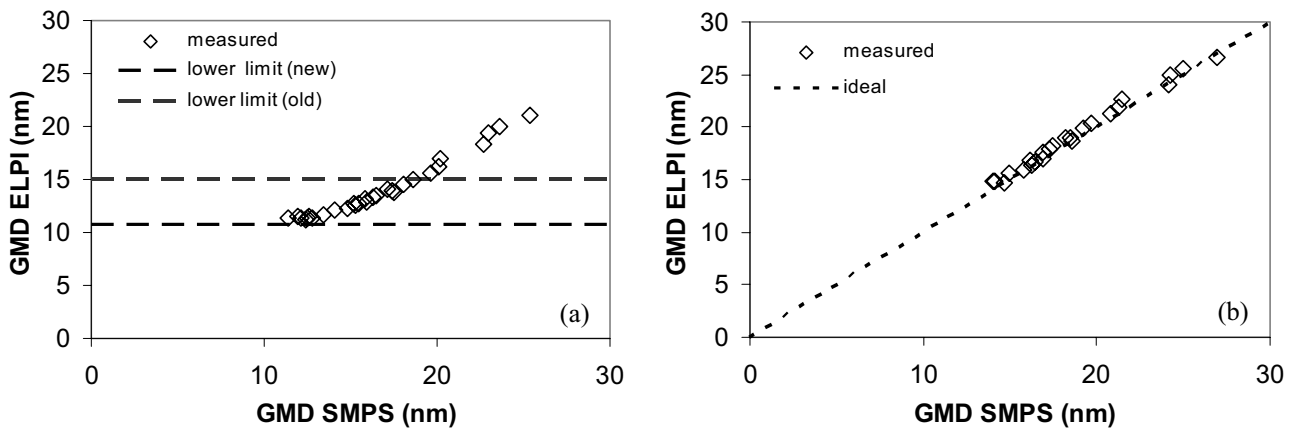 30
25
20
15
10
5
0
GMD ELPI (nm)
measured
lower limit (new)
lower limit (old)
(a)
0
10
20
30
GMD SMPS (nm)
30
25
20
15
10
5
0
GMD ELPI (nm)
measured
ideal
(b)
0
10
20
30
GMD SMPS (nm)